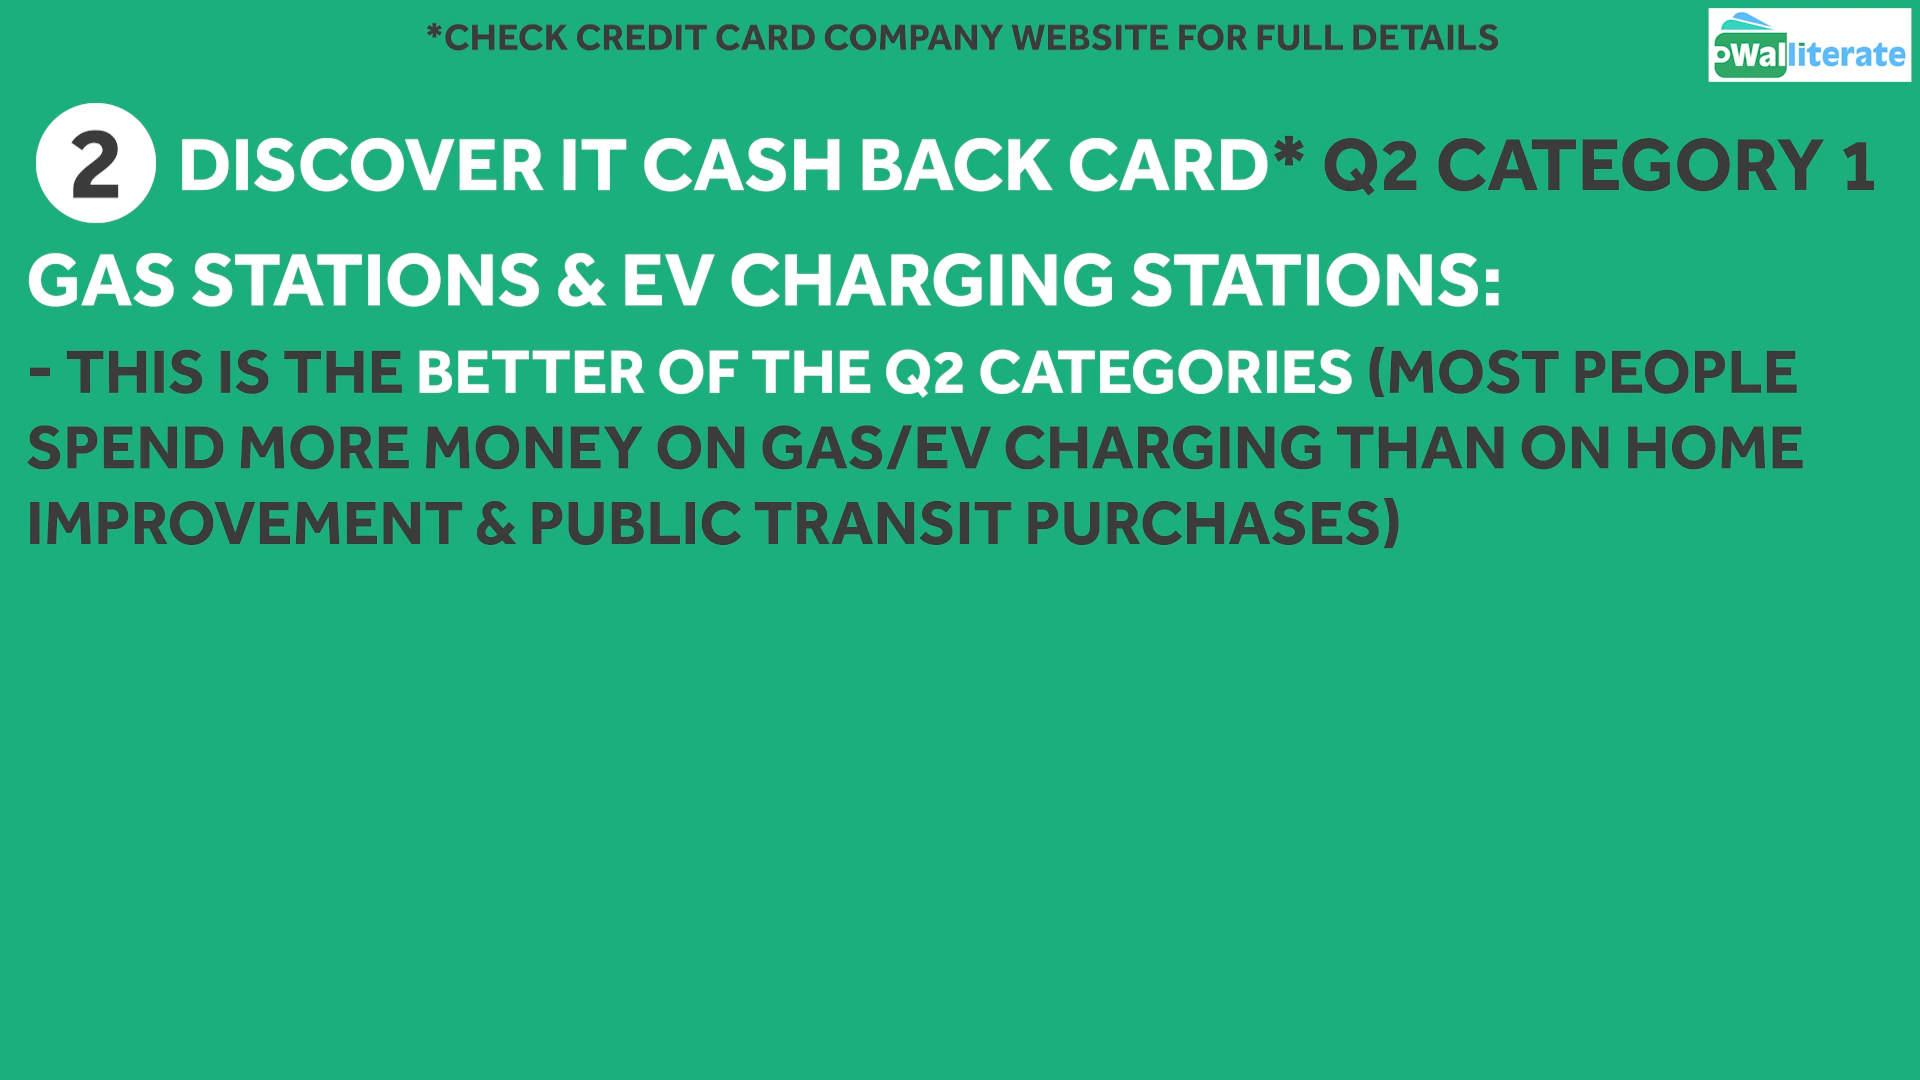 *CHECK CREDIT CARD COMPANY WEBSITE FOR FULL DETAILS
Walliterate
2 DISCOVER IT CASH BACK CARD* Q2 CATEGORY 1
GAS STATIONS & EV CHARGING STATIONS:
- THIS IS THE BETTER OF THE Q2 CATEGORIES (MOST PEOPLE
SPEND MORE MONEY ON GAS/EV CHARGING THAN ON HOME
IMPROVEMENT & PUBLIC TRANSIT PURCHASES)